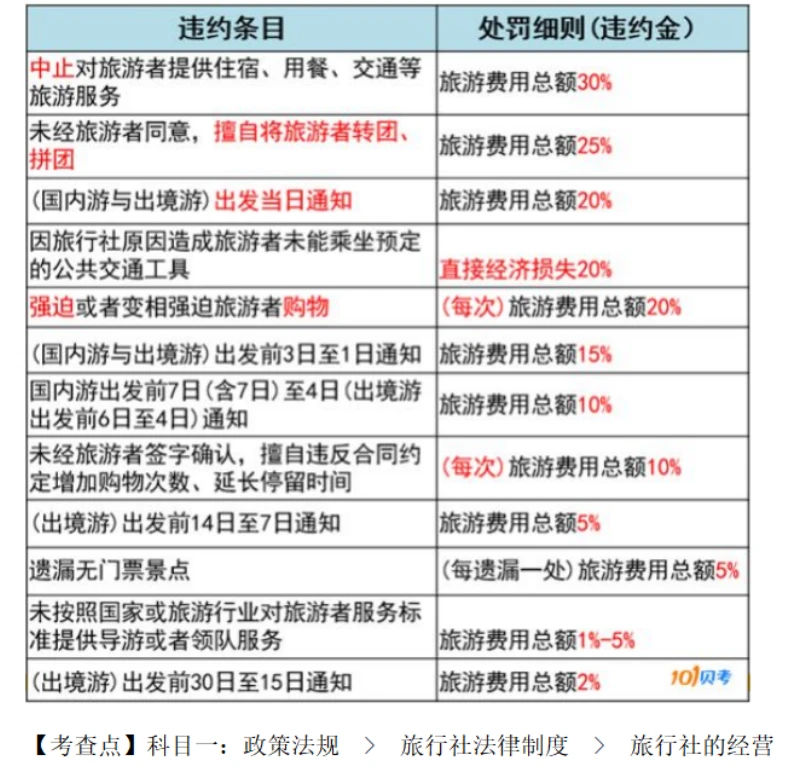 违约条目 处罚细则(违约金)
中止对旅游者提供住宿、用餐、交通等
旅游服务
旅游费用总额30%
未经旅游者同意，擅自将旅游者转团、
拼团
旅游费用总额25%
(国内游与出境游)出发当日通知 旅游费用总额20%
因旅行社原因造成旅游者未能乘坐预定
的公共交通工具
直接经济损失20%
强迫或者变相强迫旅游者购物 (每次)旅游费用总额20%
(国内游与出境游)出发前3日至1日通知 旅游费用总额15%
国内游出发前7日(含7日)至4日(出境游
出发前6日至4日)通知
旅游费用总额10%
未经旅游者签字确认，擅自违反合同约
定增加购物次数、延长停留时间
(每次)旅游费用总额10%
(出境游)出发前14日至7日通知 旅游费用总额5%
遗漏无门票景点 (每遗漏一处)旅游费用总额5%
未按照国家或旅游行业对旅游者服务标
准提供导游或者领队服务
旅游费用总额1%-5%
(出境游)出发前30日至15日通知 旅游费用总额2%
101贝考
【考查点】科目一：政策法规 > 旅行社法律制度 > 旅行社的经营